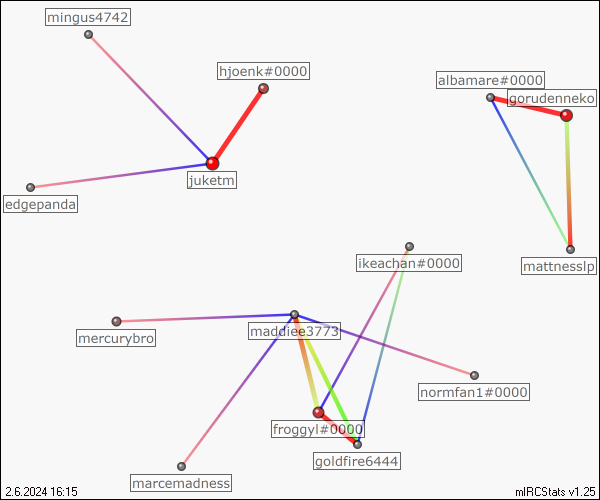 mingus4742
hjoenk#0000
albamare#0000
gorudenneko
juketm
edgepanda
ikeachan#0000
mattnesslp
maddiee3773
mercurybro
normfan1#0000
froggyl#0000
goldfire6444
marcemadness
2.6.2024 16:15
mIRCStats v1.25